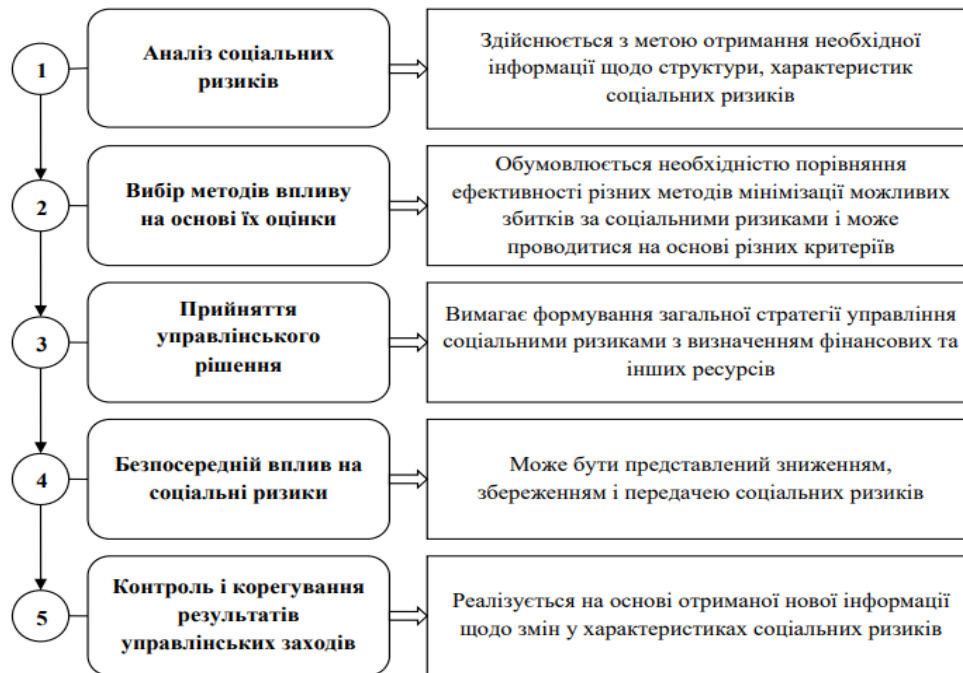 1
Аналіз соціальних
ризиків
Здійснюється з метою отримання необхідної
інформації щодо структури, характеристик
соціальних ризиків
2
Вибір методів впливу
на основі їх оцінки
Обумовлюється необхідністю порівняння
ефективності різних методів мінімізації можливих
збитків за соціальними ризиками і може
проводитися на основі різних критеріїв
3
Прийняття
управлінського
рішення
Вимагає формування загальної стратегії управління
соціальними ризиками з визначенням фінансових та
інших ресурсів
4
Безпосередній вплив на
соціальні ризики
Може бути представлений зниженням,
збереженням і передачею соціальних ризиків
5
Контроль і корегування
результатів
управлінських заходів
Реалізується на основі отриманої нової інформації
щодо змін у характеристиках соціальних ризиків